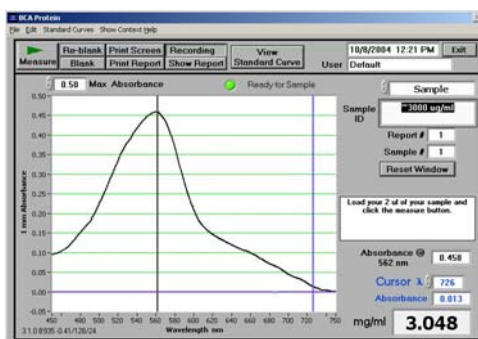 BCA Protein
File Edit Standard Curves Show Context Help
Measure
Re-blank Print Screen Recording
Blank Print Report Show Report
View
Standard Curve
10/8/2004 12:21 PM Exit
User Default
0.50 Max Absorbance
Ready for Sample
Sample
Sample
ID
~3000 ug/ml
Report # 1
Sample # 1
Reset Window
Load your 2 ul of your sample and
click the measure button.
Absorbance @
562 nm
0.458
Cursor λ 726
Absorbance 0.013
mg/ml 3.048
1 mm Absorbance
0.50
0.45
0.40
0.35
0.30
0.25
0.20
0.15
0.10
0.05
0.00
-0.05
450 480 500 520 540 560 580 600 620 640 660 680 700 720 750
Wavelength nm